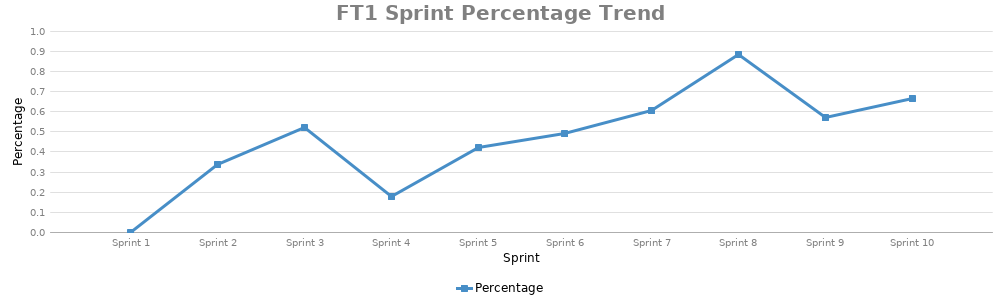 FT1 Sprint Percentage Trend
1.0
0.9
0.8
0.7
0.6
0.5
0.4
0.3
0.2
0.1
0.0
Percentage
Sprint 1 Sprint 2 Sprint 3 Sprint 4 Sprint 5 Sprint 6 Sprint 7 Sprint 8 Sprint 9 Sprint 10
Sprint
Percentage